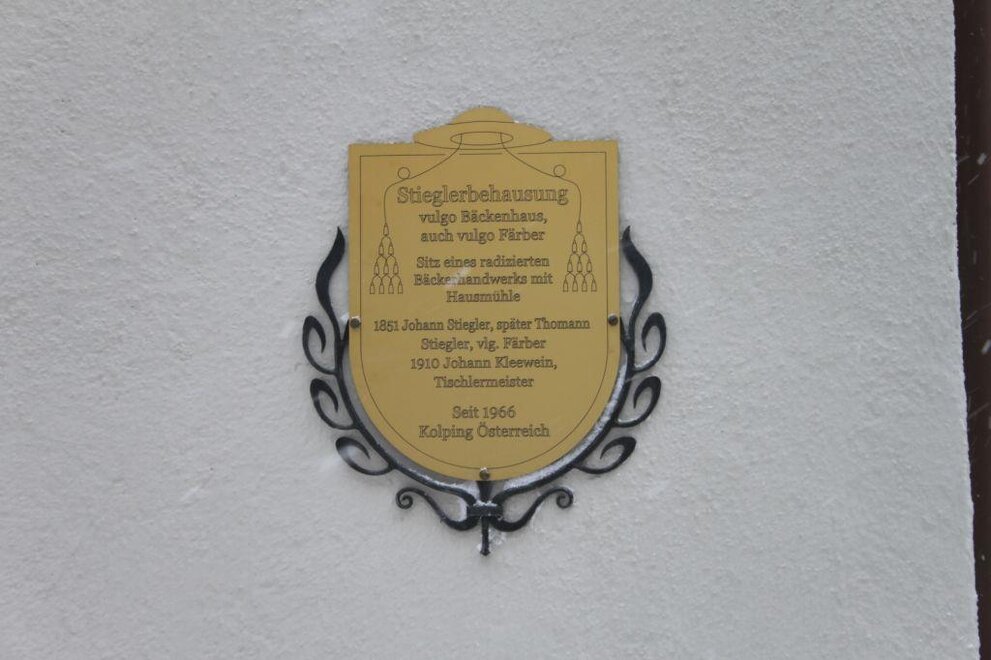 Stieglerbehausung
vulgo Bäckenhaus,
auch vulgo Färber
Sitz eines radizierten
Bäckerhandwerks mit
Hausmühle
1851 Johann Stiegler, später Thomann
Stiegler, vlg. Färber
1910 Johann Kleewein,
Tischlermeister
Seit 1966
Kolping Österreich